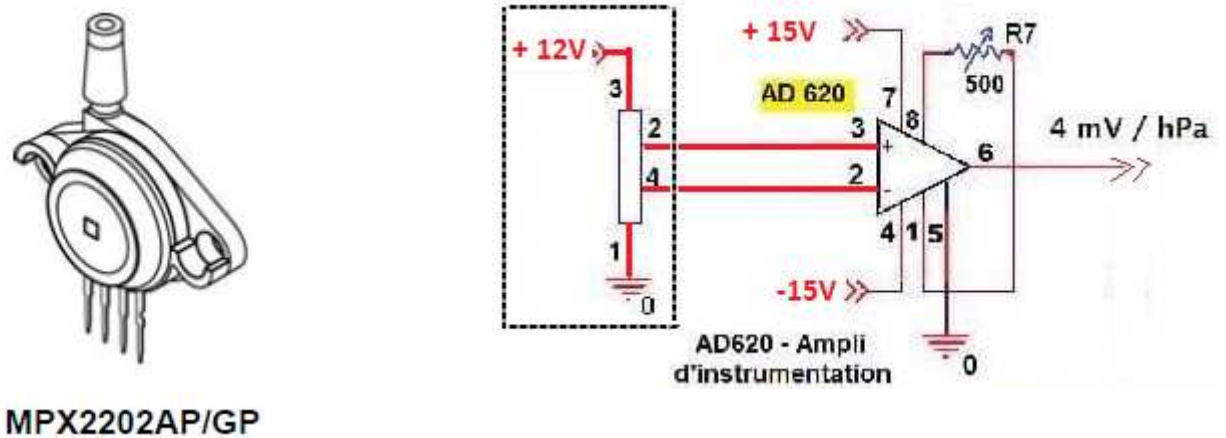 + 12V
3
2
4
1
0
+ 15V
AD 620
7
8
R7
500
3
+
2
-
6
4 mV / hPa
4 1 5
-15V
0
AD620 - Ampli
d'instrumentation
MPX2202AP/GP